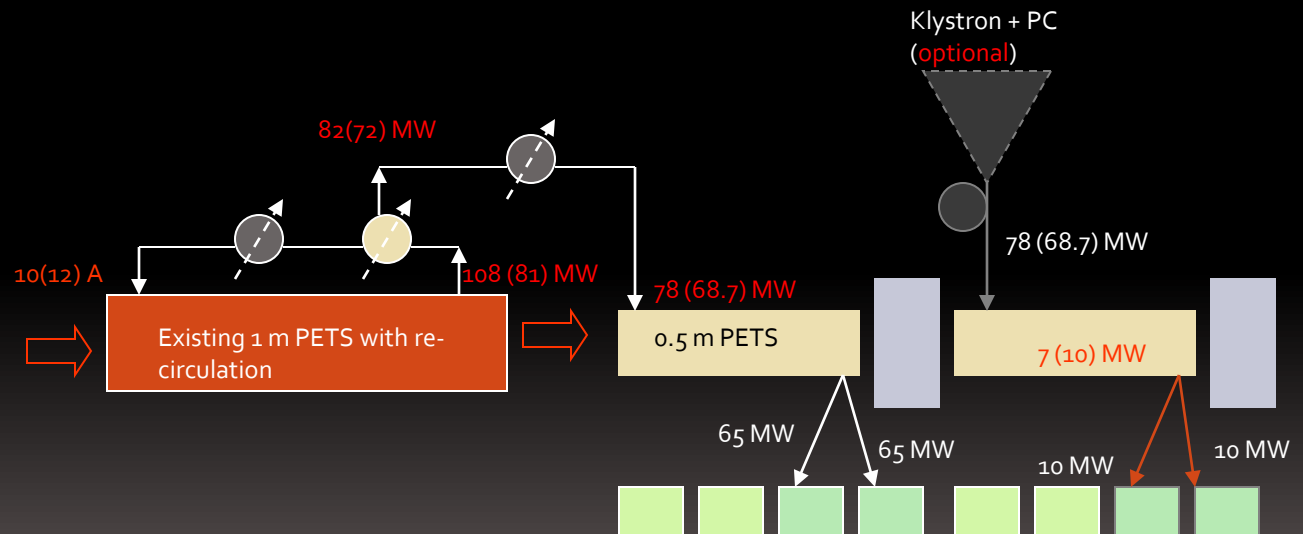 Klystron + PC
(optional)
82(72) MW
78 (68.7) MW
10(12) A
108 (81) MW
78 (68.7) MW
Existing 1 m PETS with re-
circulation
0.5 m PETS
7 (10) MW
65 MW
65 MW
10 MW
10 MW